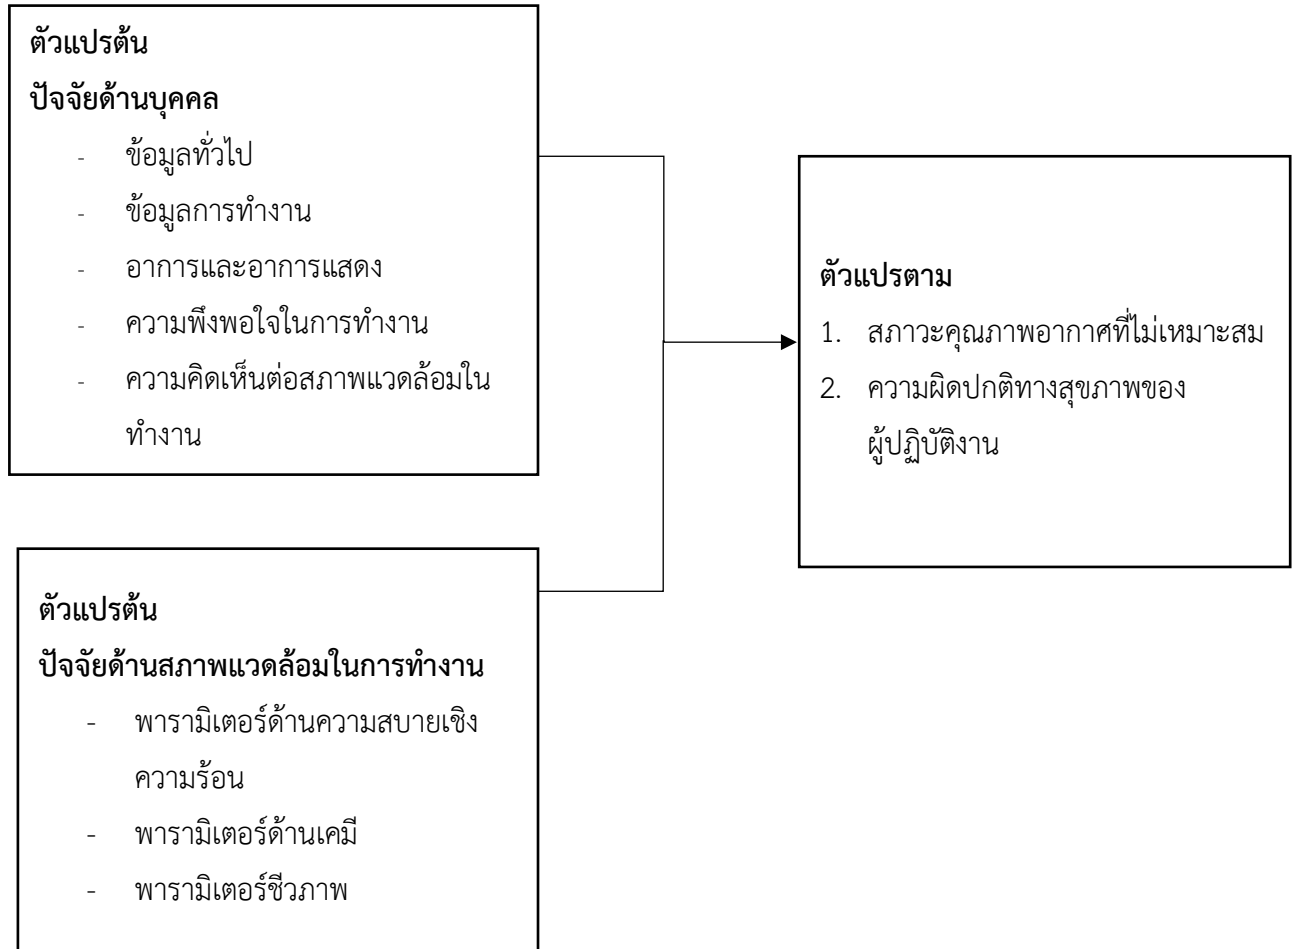 ตัวแปรต้น
ปัจจัยด้านบุคคล
- ข้อมูลทั่วไป
- ข้อมูลการทำงาน
- อาการและอาการแสดง
- ความพึงพอใจในการทำงาน
- ความคิดเห็นต่อสภาพแวดล้อมใน
ทำงาน
ตัวแปรตาม
1. สภาวะคุณภาพอากาศที่ไม่เหมาะสม
2. ความผิดปกติทางสุขภาพของ
ผู้ปฏิบัติงาน
ตัวแปรต้น
ปัจจัยด้านสภาพแวดล้อมในการทำงาน
- พารามิเตอร์ด้านความสบายเชิง
ความร้อน
- พารามิเตอร์ด้านเคมี
- พารามิเตอร์ชีวภาพ